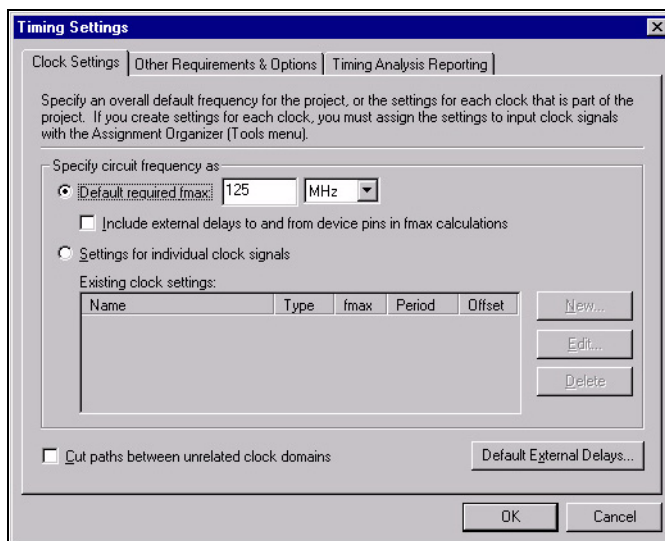 Timing Settings
Clock Settings
Other Requirements & Options
Timing Analysis Reporting
Specify an overall default frequency for the project, or the settings for each clock that is part of the
project. If you create settings for each clock, you must assign the settings to input clock signals
with the Assignment Organizer (Tools menu).
Specify circuit frequency as
Default required fmax: 125 MHz
Include external delays to and from device pins in fmax calculations
Settings for individual clock signals
Existing clock settings:
Name Type fmax Period Offset
New...
Edit...
Delete
Cut paths between unrelated clock domains
Default External Delays...
OK Cancel